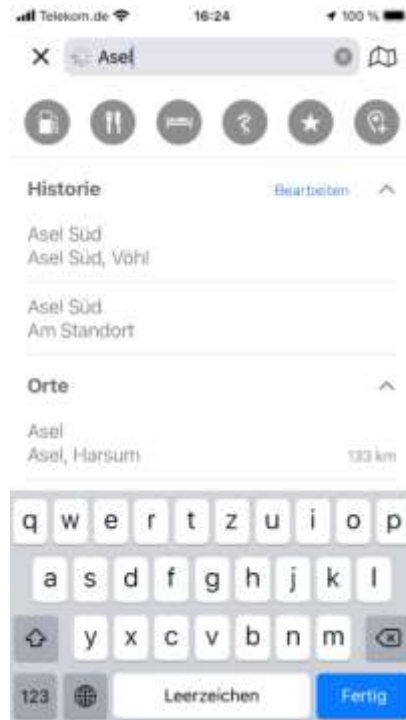 Telekom.de 16:24 100 %
Asel
Historie Bearbeiten
Asel Süd
Asel Süd, Vöhl
Asel Süd
Am Standort
Orte
Asel
Asel, Harsum 133 km
q w e r t z u i o p
a s d f g h j k l
y x c v b n m
123 Leerzeichen Fertig